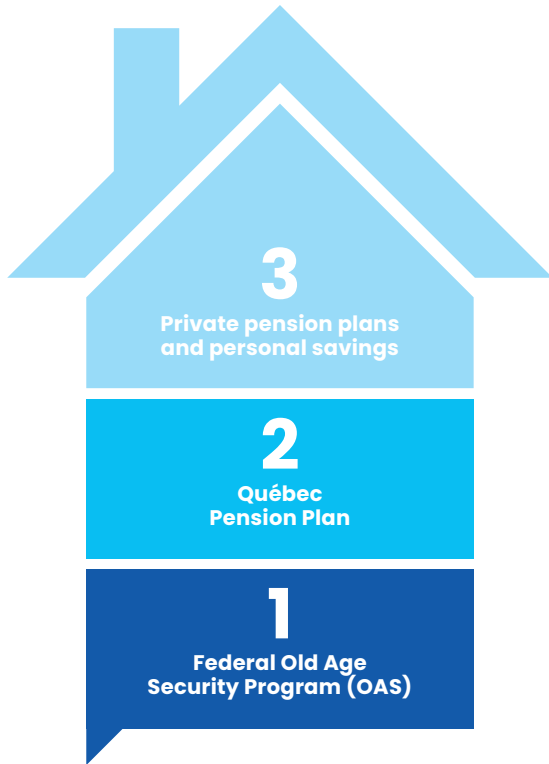 3
Private pension plans
and personal savings
2
Québec
Pension Plan
1
Federal Old Age
Security Program (OAS)